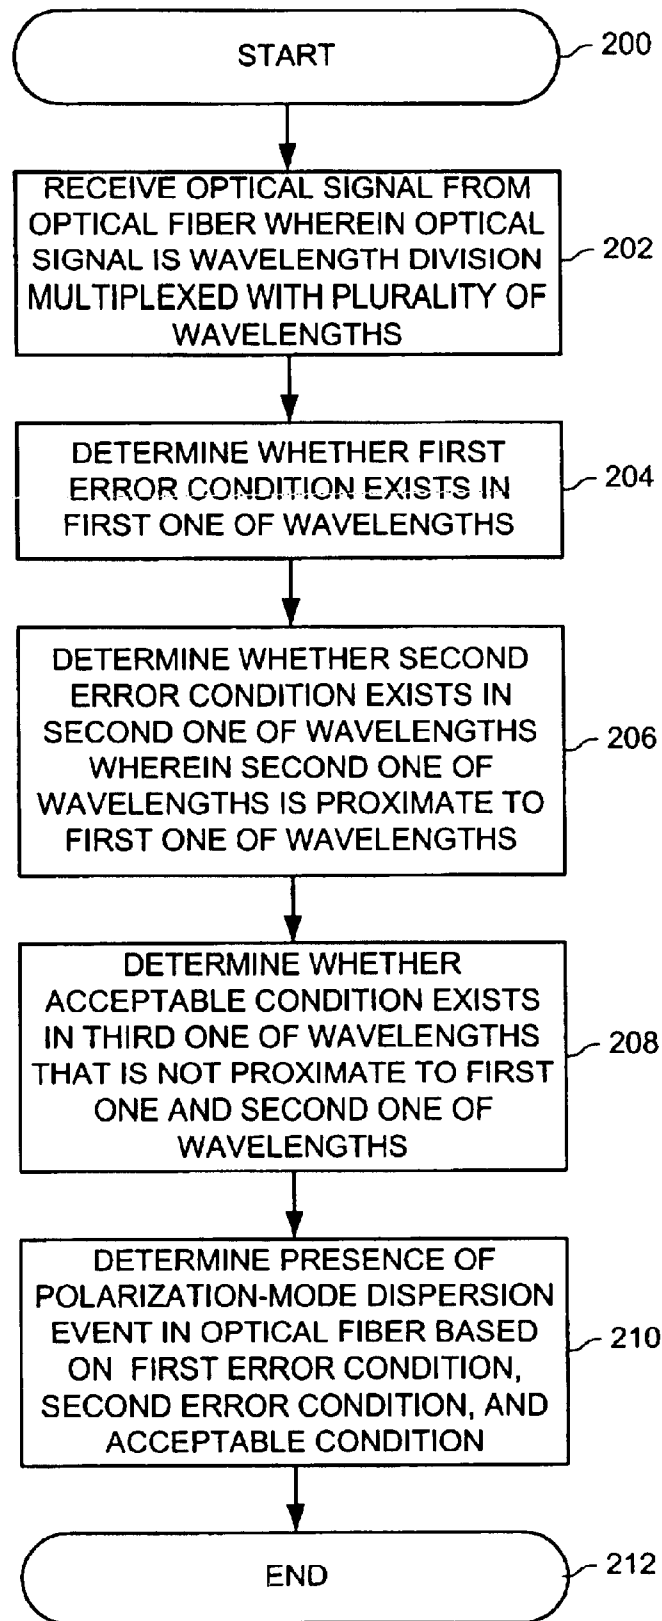 START
200
RECEIVE OPTICAL SIGNAL FROM
OPTICAL FIBER WHEREIN OPTICAL
SIGNAL IS WAVELENGTH DIVISION
MULTIPLEXED WITH PLURALITY OF
WAVELENGTHS
202
DETERMINE WHETHER FIRST
ERROR CONDITION EXISTS IN
FIRST ONE OF WAVELENGTHS
204
DETERMINE WHETHER SECOND
ERROR CONDITION EXISTS IN
SECOND ONE OF WAVELENGTHS
WHEREIN SECOND ONE OF
WAVELENGTHS IS PROXIMATE TO
FIRST ONE OF WAVELENGTHS
206
DETERMINE WHETHER
ACCEPTABLE CONDITION EXISTS
IN THIRD ONE OF WAVELENGTHS
THAT IS NOT PROXIMATE TO FIRST
ONE AND SECOND ONE OF
WAVELENGTHS
208
DETERMINE PRESENCE OF
POLARIZATION-MODE DISPERSION
EVENT IN OPTICAL FIBER BASED
ON FIRST ERROR CONDITION,
SECOND ERROR CONDITION, AND
ACCEPTABLE CONDITION
210
END
212